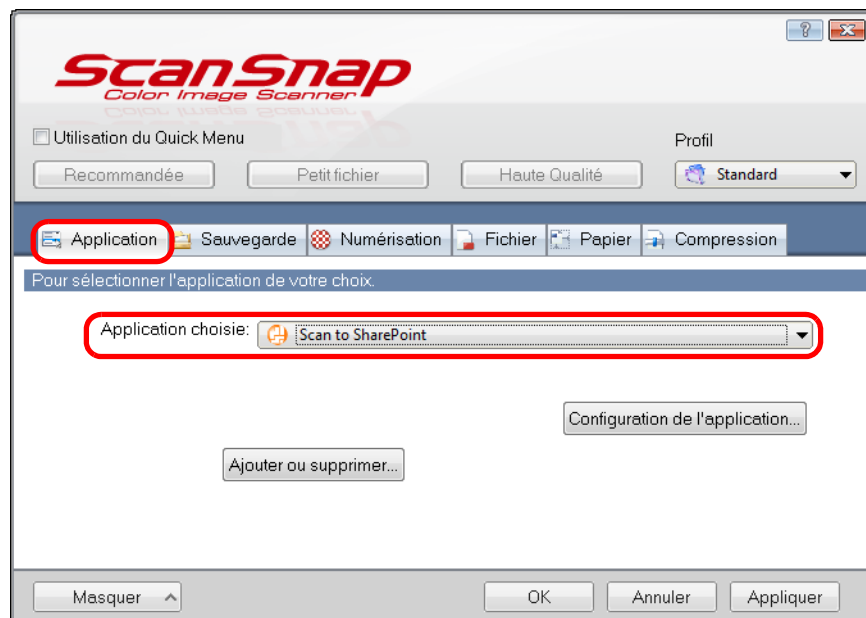 ScanSnap
Color Image Scanner
Utilisation du Quick Menu
Profil
Recommandée Petit fichier Haute Qualité Standard
Application Sauvegarde Numérisation Fichier Papier Compression
Pour sélectionner l'application de votre choix.
Application choisie: Scan to SharePoint
Configuration de l'application...
Ajouter ou supprimer...
Masquer OK Annuler Appliquer